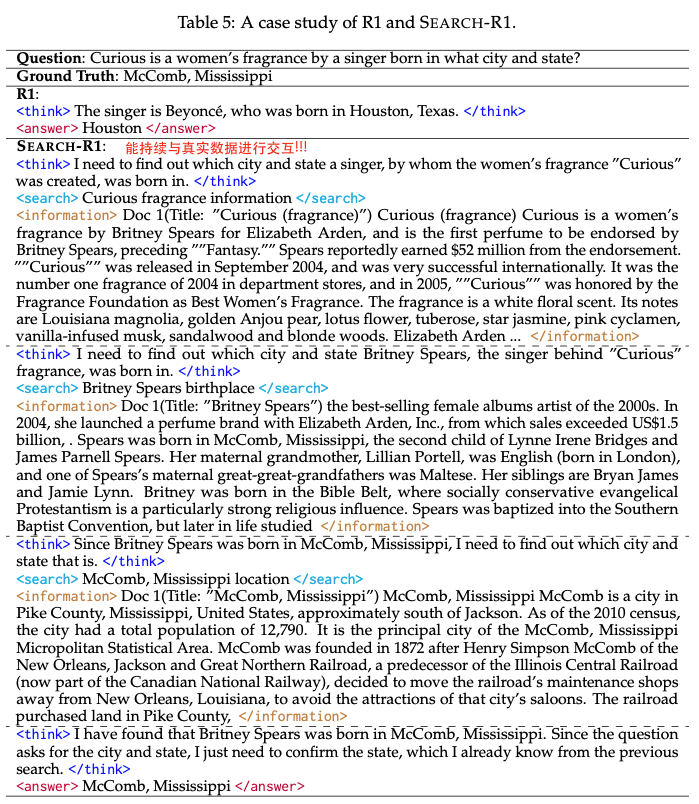 Table 5: A case study of R1 and SEARCH-R1.
Question: Curious is a women's fragrance by a singer born in what city and state?
Ground Truth: McComb, Mississippi
R1:
<think> The singer is Beyoncé, who was born in Houston, Texas. </think>
<answer> Houston </answer>
SEARCH-R1: 能持续与真实数据进行交互!!!
<think> I need to find out which city and state a singer, by whom the women's fragrance ”Curious”
was created, was born in. </think>
<search> Curious fragrance information </search>
<information> Doc 1(Title: ”Curious (fragrance)”) Curious (fragrance) Curious is a women's
fragrance by Britney Spears for Elizabeth Arden, and is the first perfume to be endorsed by
Britney Spears, preceding ””Fantasy.”” Spears reportedly earned $52 million from the endorsement.
””Curious”” was released in September 2004, and was very successful internationally. It was the
number one fragrance of 2004 in department stores, and in 2005, ””Curious”” was honored by the
Fragrance Foundation as Best Women's Fragrance. The fragrance is a white floral scent. Its notes
are Louisiana magnolia, golden Anjou pear, lotus flower, tuberose, star jasmine, pink cyclamen,
vanilla-infused musk, sandalwood and blonde woods. Elizabeth Arden ... </information>
<think> I need to find out which city and state Britney Spears, the singer behind ”Curious”
fragrance, was born in. </think>
<search> Britney Spears birthplace </search>
<information> Doc 1(Title: ”Britney Spears”) the best-selling female albums artist of the 2000s. In
2004, she launched a perfume brand with Elizabeth Arden, Inc., from which sales exceeded US$1.5
billion, . Spears was born in McComb, Mississippi, the second child of Lynne Irene Bridges and
James Parnell Spears. Her maternal grandmother, Lillian Portell, was English (born in London),
and one of Spears's maternal great-great-grandfathers was Maltese. Her siblings are Bryan James
and Jamie Lynn. Britney was born in the Bible Belt, where socially conservative evangelical
Protestantism is a particularly strong religious influence. Spears was baptized into the Southern
Baptist Convention, but later in life studied </information>
<think> Since Britney Spears was born in McComb, Mississippi, I need to find out which city and
state that is. </think>
<search> McComb, Mississippi location </search>
<information> Doc 1(Title: ”McComb, Mississippi”) McComb, Mississippi McComb is a city in
Pike County, Mississippi, United States, approximately south of Jackson. As of the 2010 census,
the city had a total population of 12,790. It is the principal city of the McComb, Mississippi
Micropolitan Statistical Area. McComb was founded in 1872 after Henry Simpson McComb of the
New Orleans, Jackson and Great Northern Railroad, a predecessor of the Illinois Central Railroad
(now part of the Canadian National Railway), decided to move the railroad's maintenance shops
away from New Orleans, Louisiana, to avoid the attractions of that city's saloons. The railroad
purchased land in Pike County, </information>
<think> I have found that Britney Spears was born in McComb, Mississippi. Since the question
asks for the city and state, I just need to confirm the state, which I already know from the previous
search. </think>
<answer> McComb, Mississippi </answer>